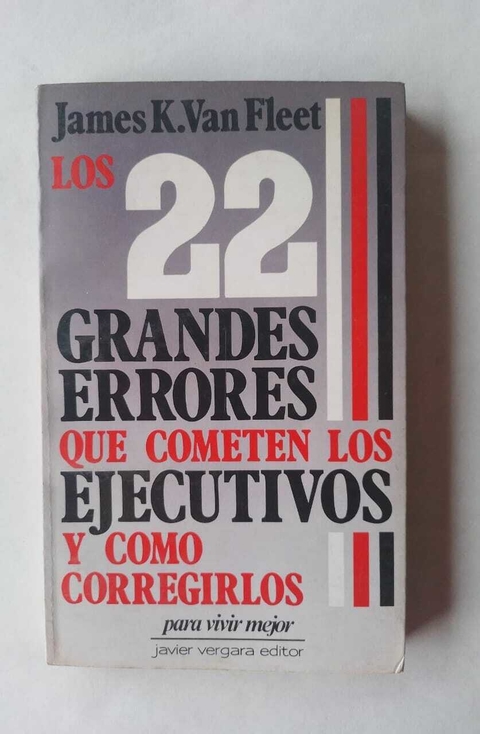 James K. Van Fleet
LOS
22
GRANDES
ERRORES
QUE COMETEN LOS
EJECUTIVOS
Y COMO
CORREGIRLOS
para vivir mejor
javier vergara editor